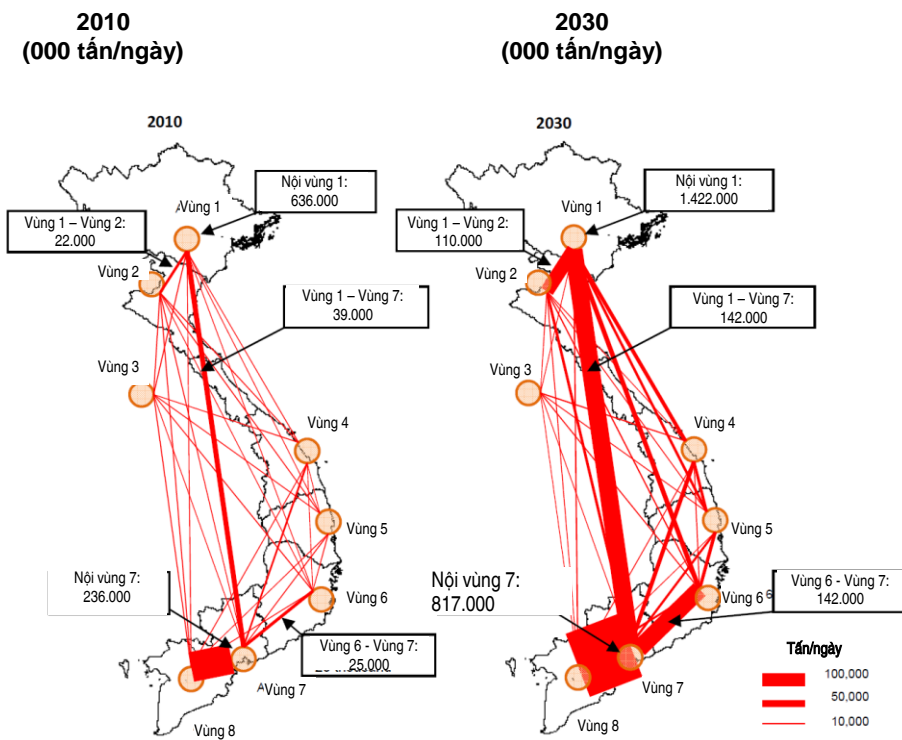 2010
(000 tấn/ngày)
2030
(000 tấn/ngày)
2010
Nội vùng 1:
636.000
Vùng 1
Vùng 1 – Vùng 2:
22.000
Vùng 2
Vùng 1 – Vùng 7:
39.000
Vùng 3
Vùng 4
Vùng 5
Nội vùng 7:
236.000
Vùng 6
Vùng 6 - Vùng 7:
25.000
Vùng 7
Vùng 8
2030
Nội vùng 1:
1.422.000
Vùng 1
Vùng 1 – Vùng 2:
110.000
Vùng 2
Vùng 1 – Vùng 7:
142.000
Vùng 3
Vùng 4
Vùng 5
Nội vùng 7:
817.000
Vùng 6 6
Vùng 6 - Vùng 7:
142.000
Vùng 7
Vùng 8
Tấn/ngày
100,000
50,000
10,000